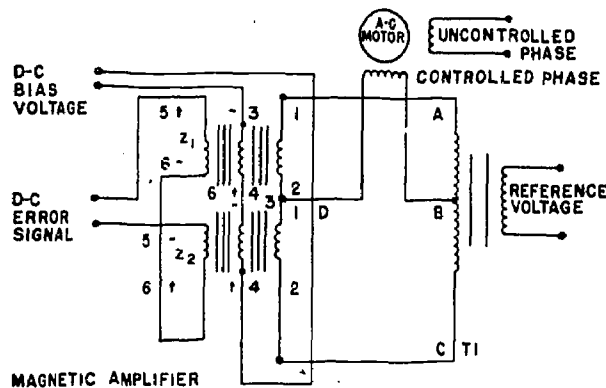 A-C
MOTOR
UNCONTROLLED
PHASE
CONTROLLED PHASE
D-C
BIAS
VOLTAGE
5 + - 3 1 A
Z1
6 -
6 + 4 2
- 3 1 D B
REFERENCE
VOLTAGE
D-C
ERROR
SIGNAL
5 -
Z2
6 + + 4 2
C T1
MAGNETIC AMPLIFIER